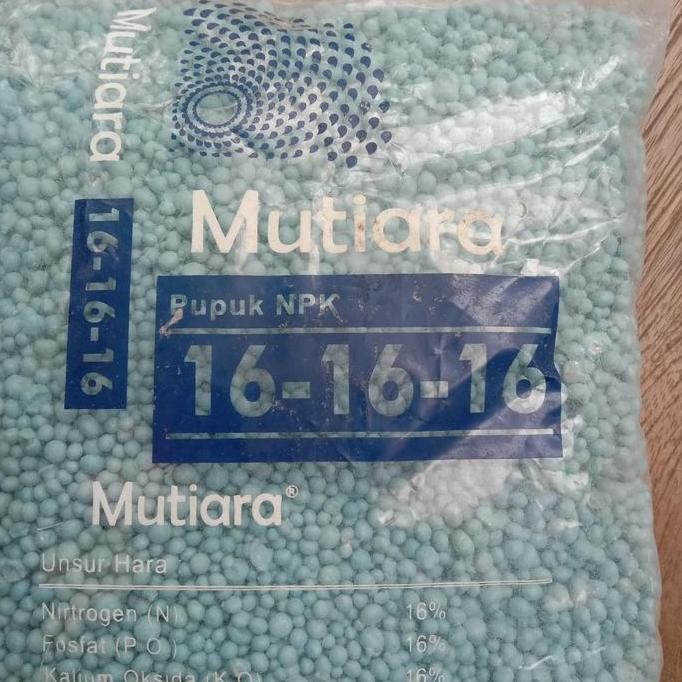 Mutiara
16-16-16
Mutiara
Pupuk NPK
16-16-16
Mutiara®
Unsur Hara
Nirtrogen (N) 16%
Fosfat (P O ) 16%
Kalium Oksida (K O) 16%